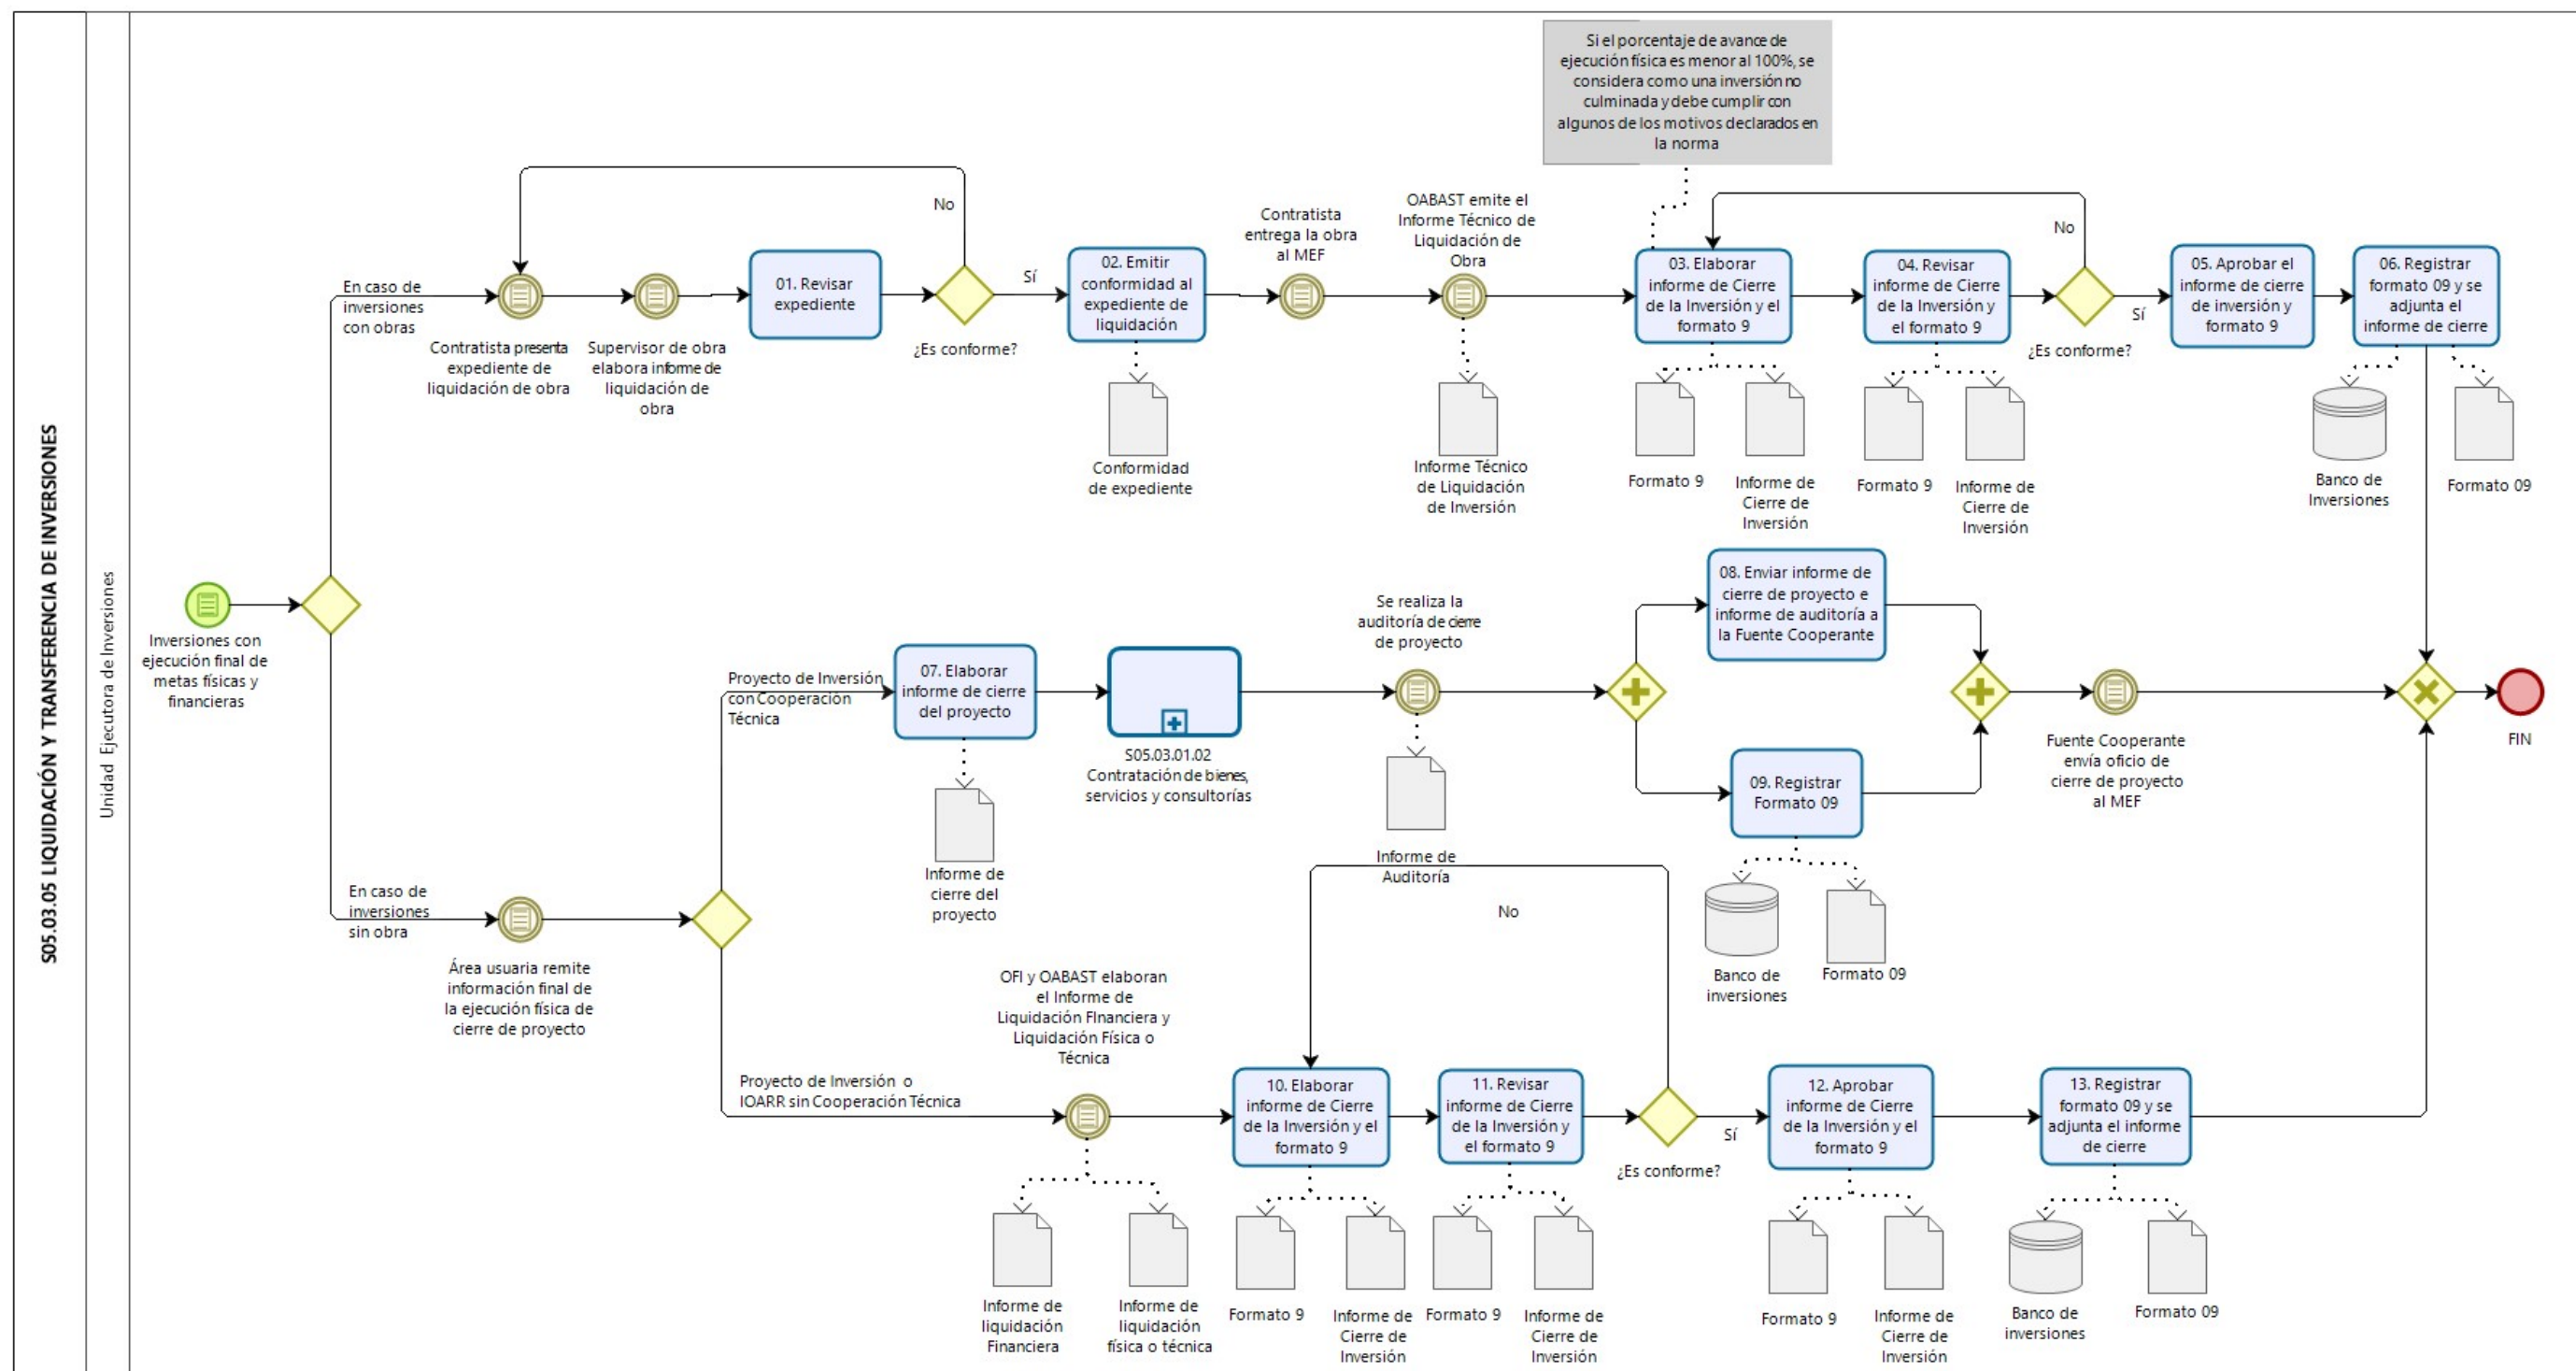 S05.03.05 LIQUIDACIÓN Y TRANSFERENCIA DE INVERSIONES
Unidad Ejecutora de Inversiones
Inversiones con
ejecución final de
metas físicas y
financieras
En caso de
inversiones
con obras
Contratista presenta
expediente de
liquidación de obra
Supervisor de obra
elabora informe de
liquidación de
obra
01. Revisar
expediente
No
¿Es conforme?
Sí
02. Emitir
conformidad al
expediente de
liquidación
Conformidad
de expediente
Contratista
entrega la obra
al MEF
OABAST emite el
Informe Técnico de
Liquidación de
Obra
Informe Técnico
de Liquidación
de Inversión
Si el porcentaje de avance de
ejecución física es menor al 100%, se
considera como una inversión no
culminada y debe cumplir con
algunos de los motivos declarados en
la norma
03. Elaborar
informe de Cierre
de la Inversión y el
formato 9
Formato 9
Informe de
Cierre de
Inversión
04. Revisar
informe de Cierre
de la Inversión y
el formato 9
Formato 9
Informe de
Cierre de
Inversión
No
¿Es conforme?
Sí
05. Aprobar el
informe de cierre
de inversión y
formato 9
06. Registrar
formato 09 y se
adjunta el
informe de cierre
Banco de
Inversiones
Formato 09
En caso de
inversiones
sin obra
Área usuaria remite
información final de
la ejecución física de
cierre de proyecto
Proyecto de Inversión
con Cooperación
Técnica
07. Elaborar
informe de cierre
del proyecto
Informe de
cierre del
proyecto
S05.03.01.02
Contratación de bienes,
servicios y consultorías
Se realiza la
auditoría de cierre
de proyecto
Informe de
Auditoría
08. Enviar informe de
cierre de proyecto e
informe de auditoría a
la Fuente Cooperante
09. Registrar
Formato 09
Banco de
inversiones
Formato 09
Fuente Cooperante
envía oficio de
cierre de proyecto
al MEF
FIN
Proyecto de Inversión o
IOARR sin Cooperación Técnica
OFI y OABAST elaboran
el Informe de
Liquidación FInanciera y
Liquidación Física o
Técnica
Informe de
liquidación
Financiera
Informe de
liquidación
física o técnica
10. Elaborar
informe de Cierre
de la Inversión y el
formato 9
Formato 9
Informe de
Cierre de
Inversión
11. Revisar
informe de Cierre
de la Inversión y
el formato 9
Formato 9
Informe de
Cierre de
Inversión
No
¿Es conforme?
Sí
12. Aprobar
informe de Cierre
de la Inversión y el
formato 9
Formato 9
Informe de
Cierre de
Inversión
13. Registrar
formato 09 y se
adjunta el informe
de cierre
Banco de
inversiones
Formato 09